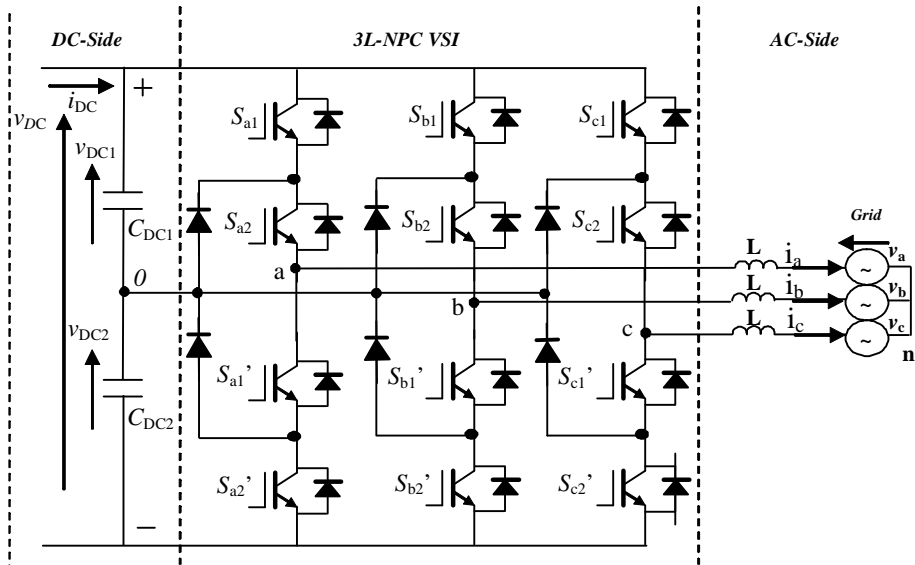 DC-Side
3L-NPC VSI
AC-Side
+
i_DC
v_DC
v_DC1
C_DC1
0
v_DC2
C_DC2
−
S_a1
S_b1
S_c1
S_a2
S_b2
S_c2
a
b
c
S_a1’
S_b1’
S_c1’
S_a2’
S_b2’
S_c2’
Grid
L
i_a
v_a
~
L
i_b
v_b
~
L
i_c
v_c
~
n